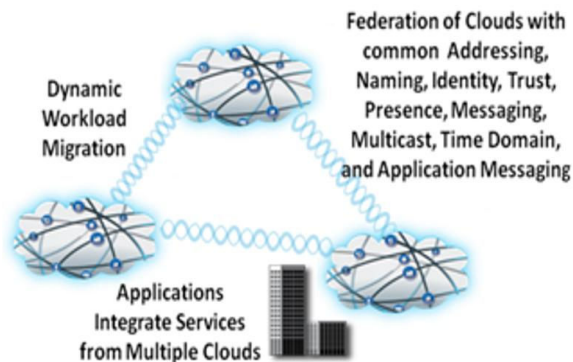 Federation of Clouds with
common Addressing,
Naming, Identity, Trust,
Presence, Messaging,
Multicast, Time Domain,
and Application Messaging
Dynamic
Workload
Migration
Applications
Integrate Services
from Multiple Clouds